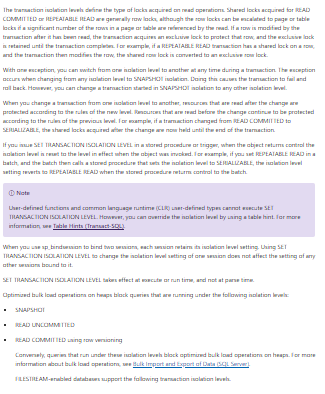 The transaction isolation levels define the type of locks acquired on read operations. Shared locks acquired for READ
COMMITTED or REPEATABLE READ are generally row locks, although the row locks can be escalated to page or table
locks if a significant number of the rows in a page or table are referenced by the read. If a row is modified by the
transaction after it has been read, the transaction acquires an exclusive lock to protect that row, and the exclusive lock
is retained until the transaction completes. For example, if a REPEATABLE READ transaction has a shared lock on a row,
and the transaction then modifies the row, the shared row lock is converted to an exclusive row lock.
With one exception, you can switch from one isolation level to another at any time during a transaction. The exception
occurs when changing from any isolation level to SNAPSHOT isolation. Doing this causes the transaction to fail and
roll back. However, you can change a transaction started in SNAPSHOT isolation to any other isolation level.
When you change a transaction from one isolation level to another, resources that are read after the change are
protected according to the rules of the new level. Resources that are read before the change continue to be protected
according to the rules of the previous level. For example, if a transaction changed from READ COMMITTED to
SERIALIZABLE, the shared locks acquired after the change are now held until the end of the transaction.
If you issue SET TRANSACTION ISOLATION LEVEL in a stored procedure or trigger, when the object returns control the
isolation level is reset to the level in effect when the object was invoked. For example, if you set REPEATABLE READ in a
batch, and the batch then calls a stored procedure that sets the isolation level to SERIALIZABLE, the isolation level
setting reverts to REPEATABLE READ when the stored procedure returns control to the batch.
Note
User-defined functions and common language runtime (CLR) user-defined types cannot execute SET
TRANSACTION ISOLATION LEVEL. However, you can override the isolation level by using a table hint. For more
information, see Table Hints (Transact-SQL).
When you use sp_bindsession to bind two sessions, each session retains its isolation level setting. Using SET
TRANSACTION ISOLATION LEVEL to change the isolation level setting of one session does not affect the setting of any
other sessions bound to it.
SET TRANSACTION ISOLATION LEVEL takes effect at execute or run time, and not at parse time.
Optimized bulk load operations on heaps block queries that are running under the following isolation levels:
• SNAPSHOT
• READ UNCOMMITTED
• READ COMMITTED using row versioning
Conversely, queries that run under these isolation levels block optimized bulk load operations on heaps. For more
information about bulk load operations, see Bulk Import and Export of Data (SQL Server).
FILESTREAM-enabled databases support the following transaction isolation levels.